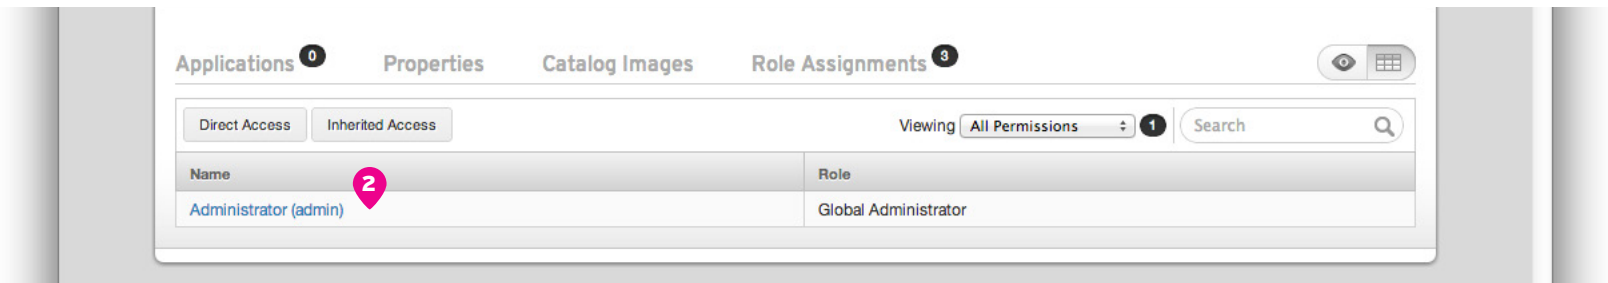 Applications 0 Properties Catalog Images Role Assignments 3
Direct Access Inherited Access Viewing All Permissions 1 Search
Name Role
2
Administrator (admin) Global Administrator